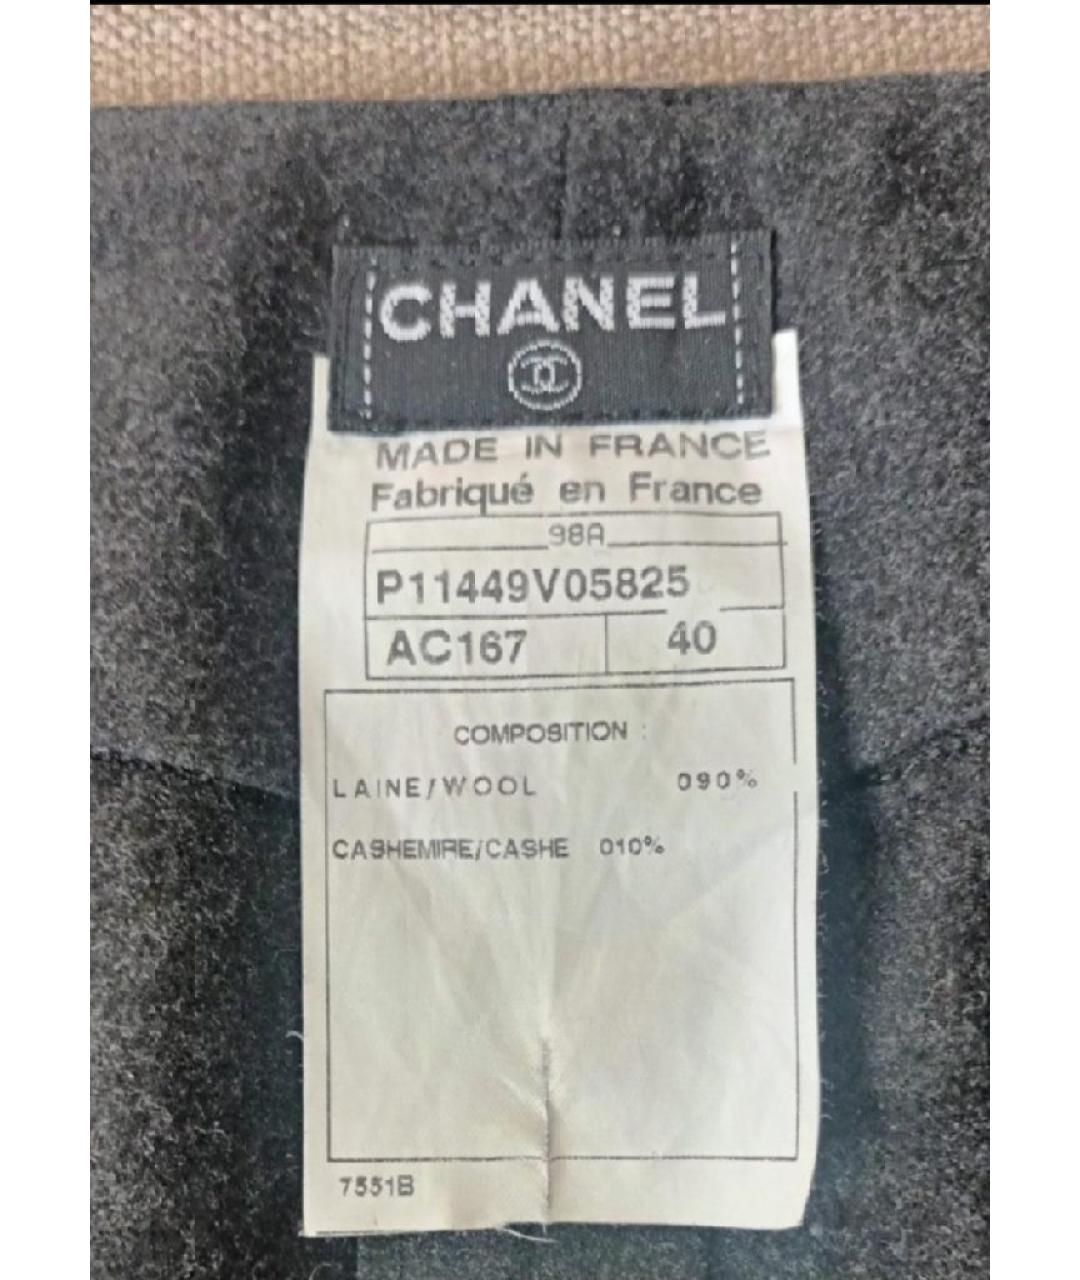 CHANEL
MADE IN FRANCE
Fabriqué en France
98A
P11449V05825
AC167 40
COMPOSITION :
LAINE/WOOL 090%
CASHEMIRE/CASHE 010%
7551B